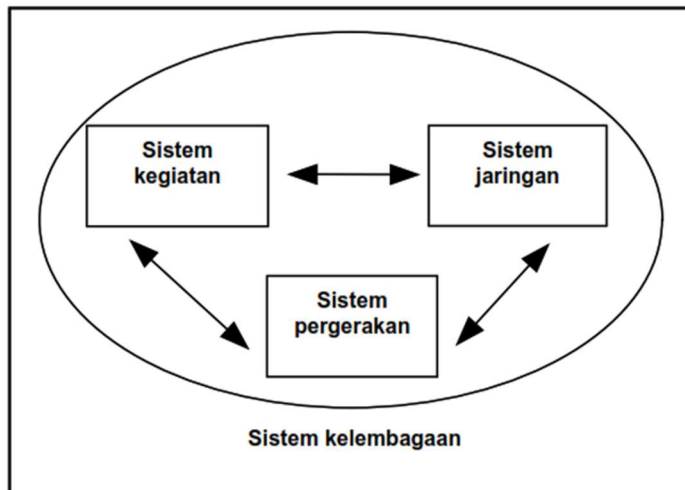 Sistem
kegiatan
Sistem
jaringan
Sistem
pergerakan
Sistem kelembagaan